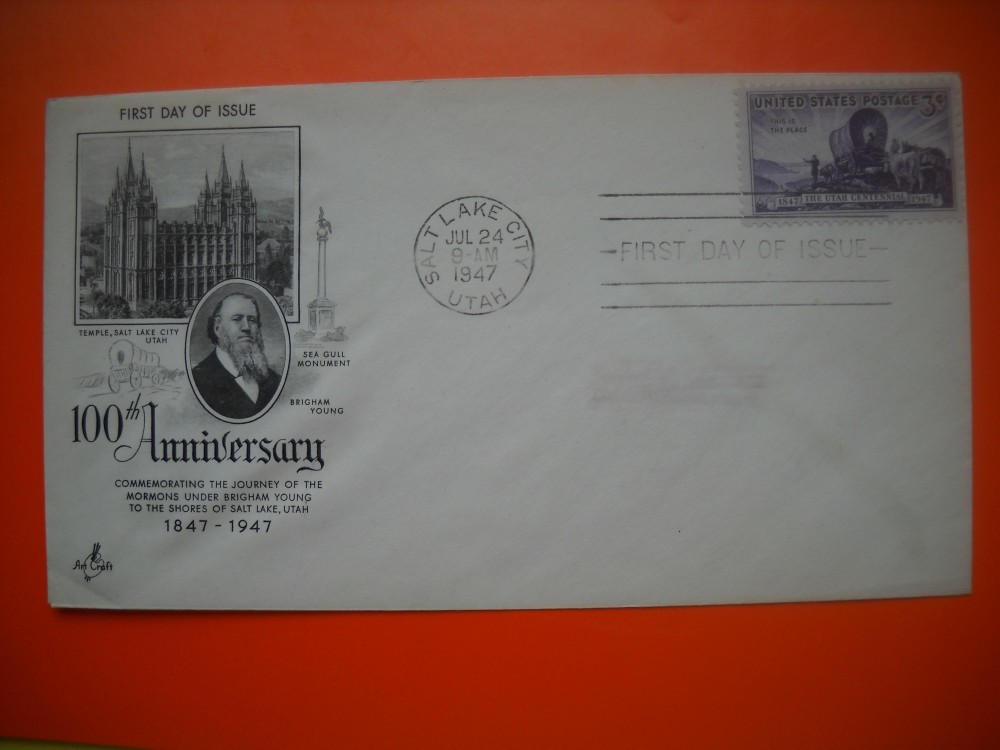 FIRST DAY OF ISSUE
TEMPLE, SALT LAKE CITY
UTAH
SEA GULL
MONUMENT
BRIGHAM
YOUNG
100th Anniversary
COMMEMORATING THE JOURNEY OF THE
MORMONS UNDER BRIGHAM YOUNG
TO THE SHORES OF SALT LAKE, UTAH
1847 - 1947
Art Craft
SALT LAKE CITY
JUL 24
9-AM
1947
UTAH
UNITED STATES POSTAGE 3¢
THIS IS
THE PLACE
1847 THE UTAH CENTENNIAL 1947
FIRST DAY OF ISSUE